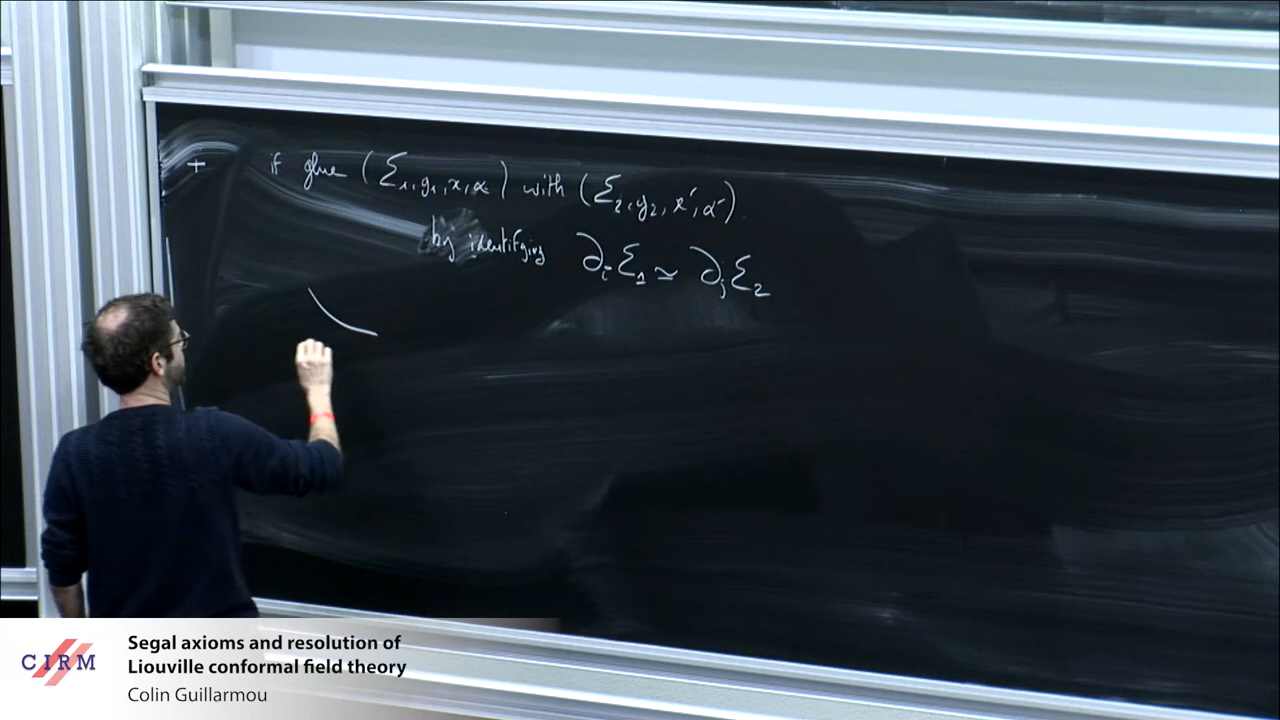 + if glue (Σ₁, g₁, x, α) with (Σ₂, g₂, x', α')
by identifying ∂ᵢΣ₁ ≃ ∂ⱼΣ₂
CIRM
Segal axioms and resolution of
Liouville conformal field theory
Colin Guillarmou